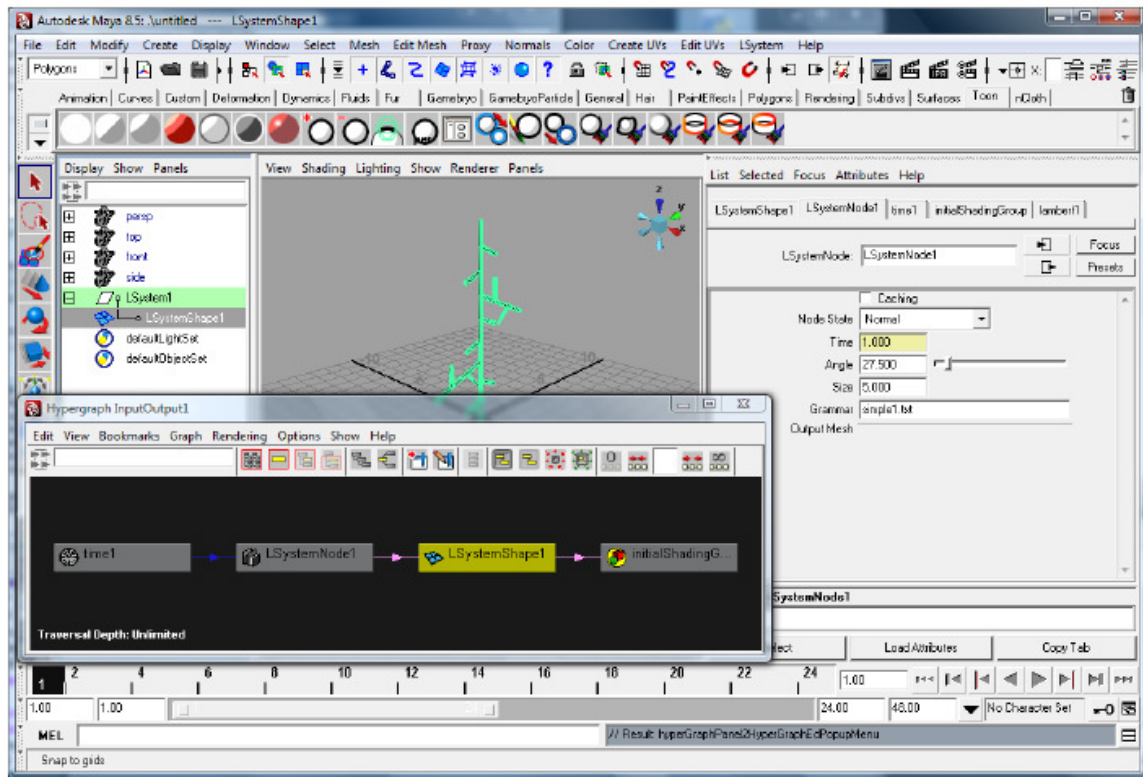 Autodesk Maya 8.5: .\untitled --- LSystemShape1
File Edit Modify Create Display Window Select Mesh Edit Mesh Proxy Normals Color Create UVs Edit UVs LSystem Help
Polygons
Animation Curves Custom Deformation Dynamics Fluids Fur Gamebryo GamebryoParticle General Hair PaintEffects Polygons Rendering Subdivs Surfaces Toon nCloth
Display Show Panels
View Shading Lighting Show Renderer Panels
List Selected Focus Attributes Help
persp
top
front
side
LSystem1
LSystemShape1
defaultLightSet
defaultObjectSet
z
y
x
10
10
LSystemShape1 LSystemNode1 time1 initialShadingGroup lambert1
LSystemNode: LSystemNode1
Focus
Presets
Caching
Node State Normal
Time 1.000
Angle 27.500
Size 5.000
Grammar simple1.txt
Output Mesh
Hypergraph InputOutput1
Edit View Bookmarks Graph Rendering Options Show Help
time1
LSystemNode1
LSystemShape1
initialShadingG...
Traversal Depth: Unlimited
SystemNode1
lect
Load Attributes
Copy Tab
1 2 4 6 8 10 12 14 16 18 20 22 24
1.00
1.00 1.00 24 24.00 48.00 No Character Set
MEL
// Result: hyperGraphPanel2HyperGraphEdPopupMenu
Snap to grids